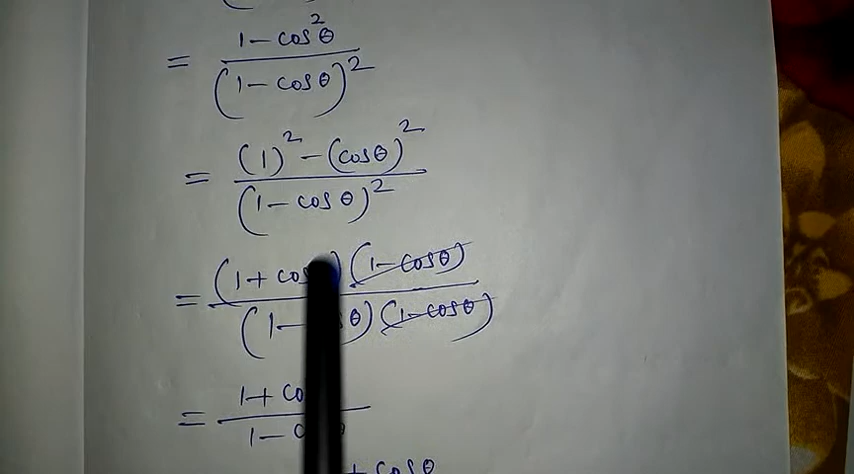 = 1 - cos²θ / (1 - cosθ)²
= (1)² - (cosθ)² / (1 - cosθ)²
= (1 + cos ) (1 - cosθ) / (1 - θ) (1 - cosθ)
= 1 + / 1 -
+ cosθ